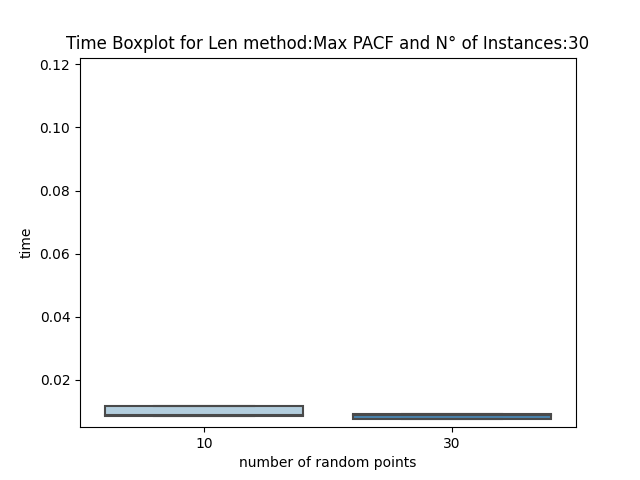 Time Boxplot for Len method:Max PACF and N° of Instances:30
0.12
0.10
0.08
0.06
0.04
0.02
time
10
30
number of random points